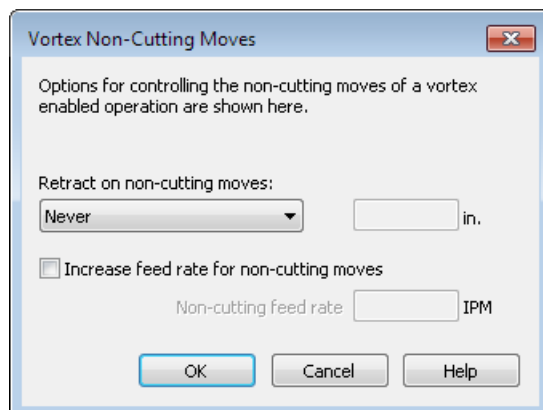 Vortex Non-Cutting Moves
Options for controlling the non-cutting moves of a vortex
enabled operation are shown here.
Retract on non-cutting moves:
Never
in.
Increase feed rate for non-cutting moves
Non-cutting feed rate
IPM
OK
Cancel
Help